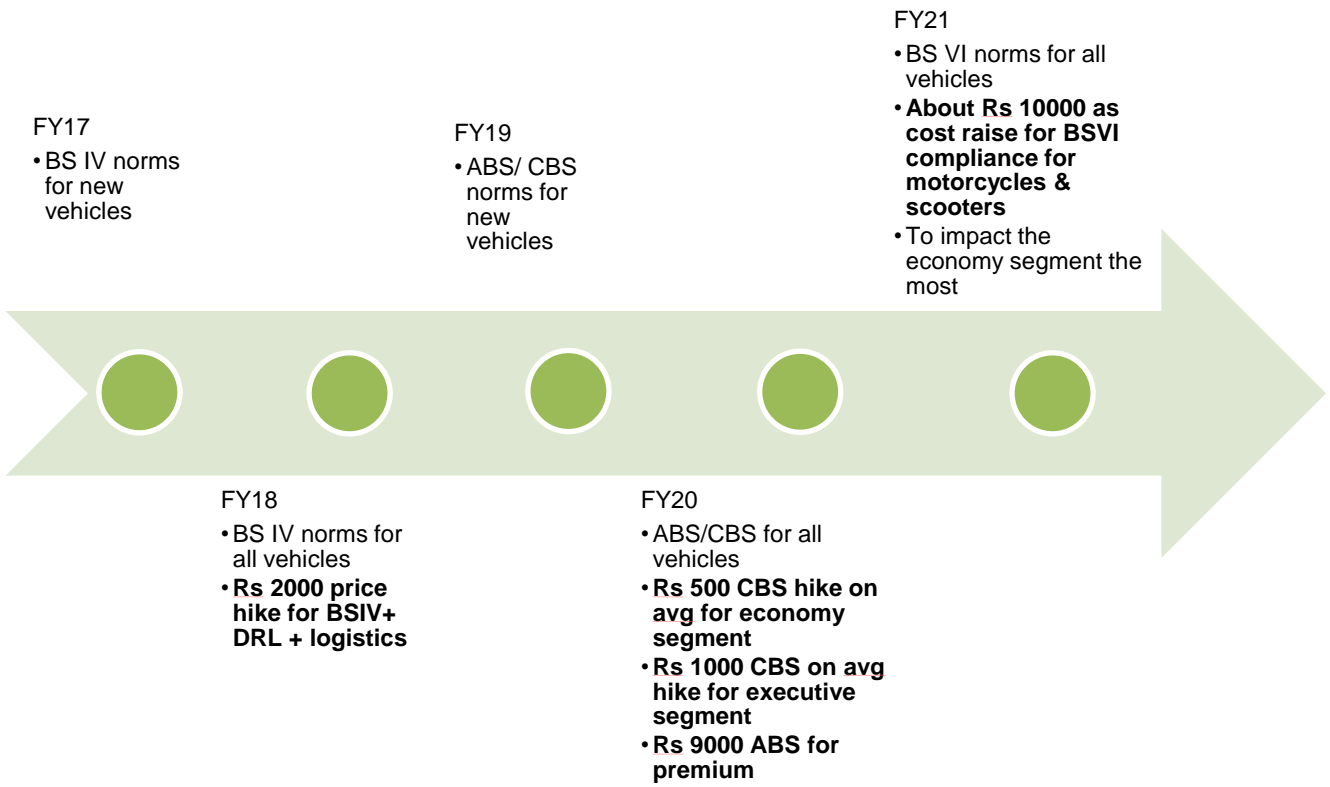 FY17
•BS IV norms
for new
vehicles
FY18
•BS IV norms for
all vehicles
•Rs 2000 price
hike for BSIV+
DRL + logistics
FY19
•ABS/ CBS
norms for
new
vehicles
FY20
•ABS/CBS for all
vehicles
•Rs 500 CBS hike on
avg for economy
segment
•Rs 1000 CBS on avg
hike for executive
segment
•Rs 9000 ABS for
premium
FY21
•BS VI norms for all
vehicles
•About Rs 10000 as
cost raise for BSVI
compliance for
motorcycles &
scooters
•To impact the
economy segment the
most